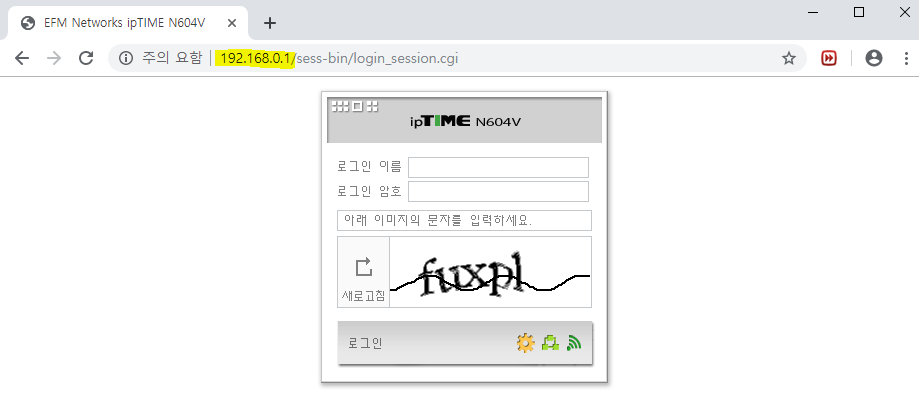 EFM Networks ipTIME N604V
주의 요함 | 192.168.0.1/sess-bin/login_session.cgi
ipTIME N604V
로그인 이름
로그인 암호
아래 이미지의 문자를 입력하세요.
fuxpl
새로고침
로그인